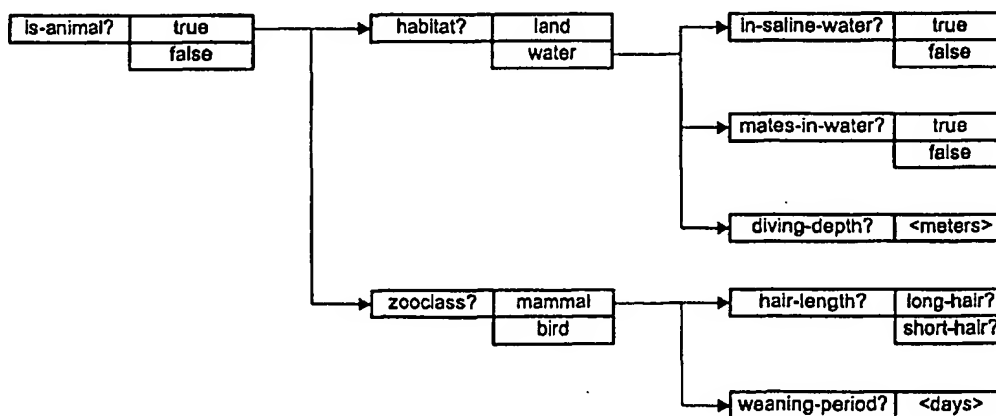 is-animal? true habitat? land in-saline-water? true
false water false
mates-in-water? true
false
diving-depth? <meters>
zooclass? mammal hair-length? long-hair?
bird short-hair?
weaning-period? <days>